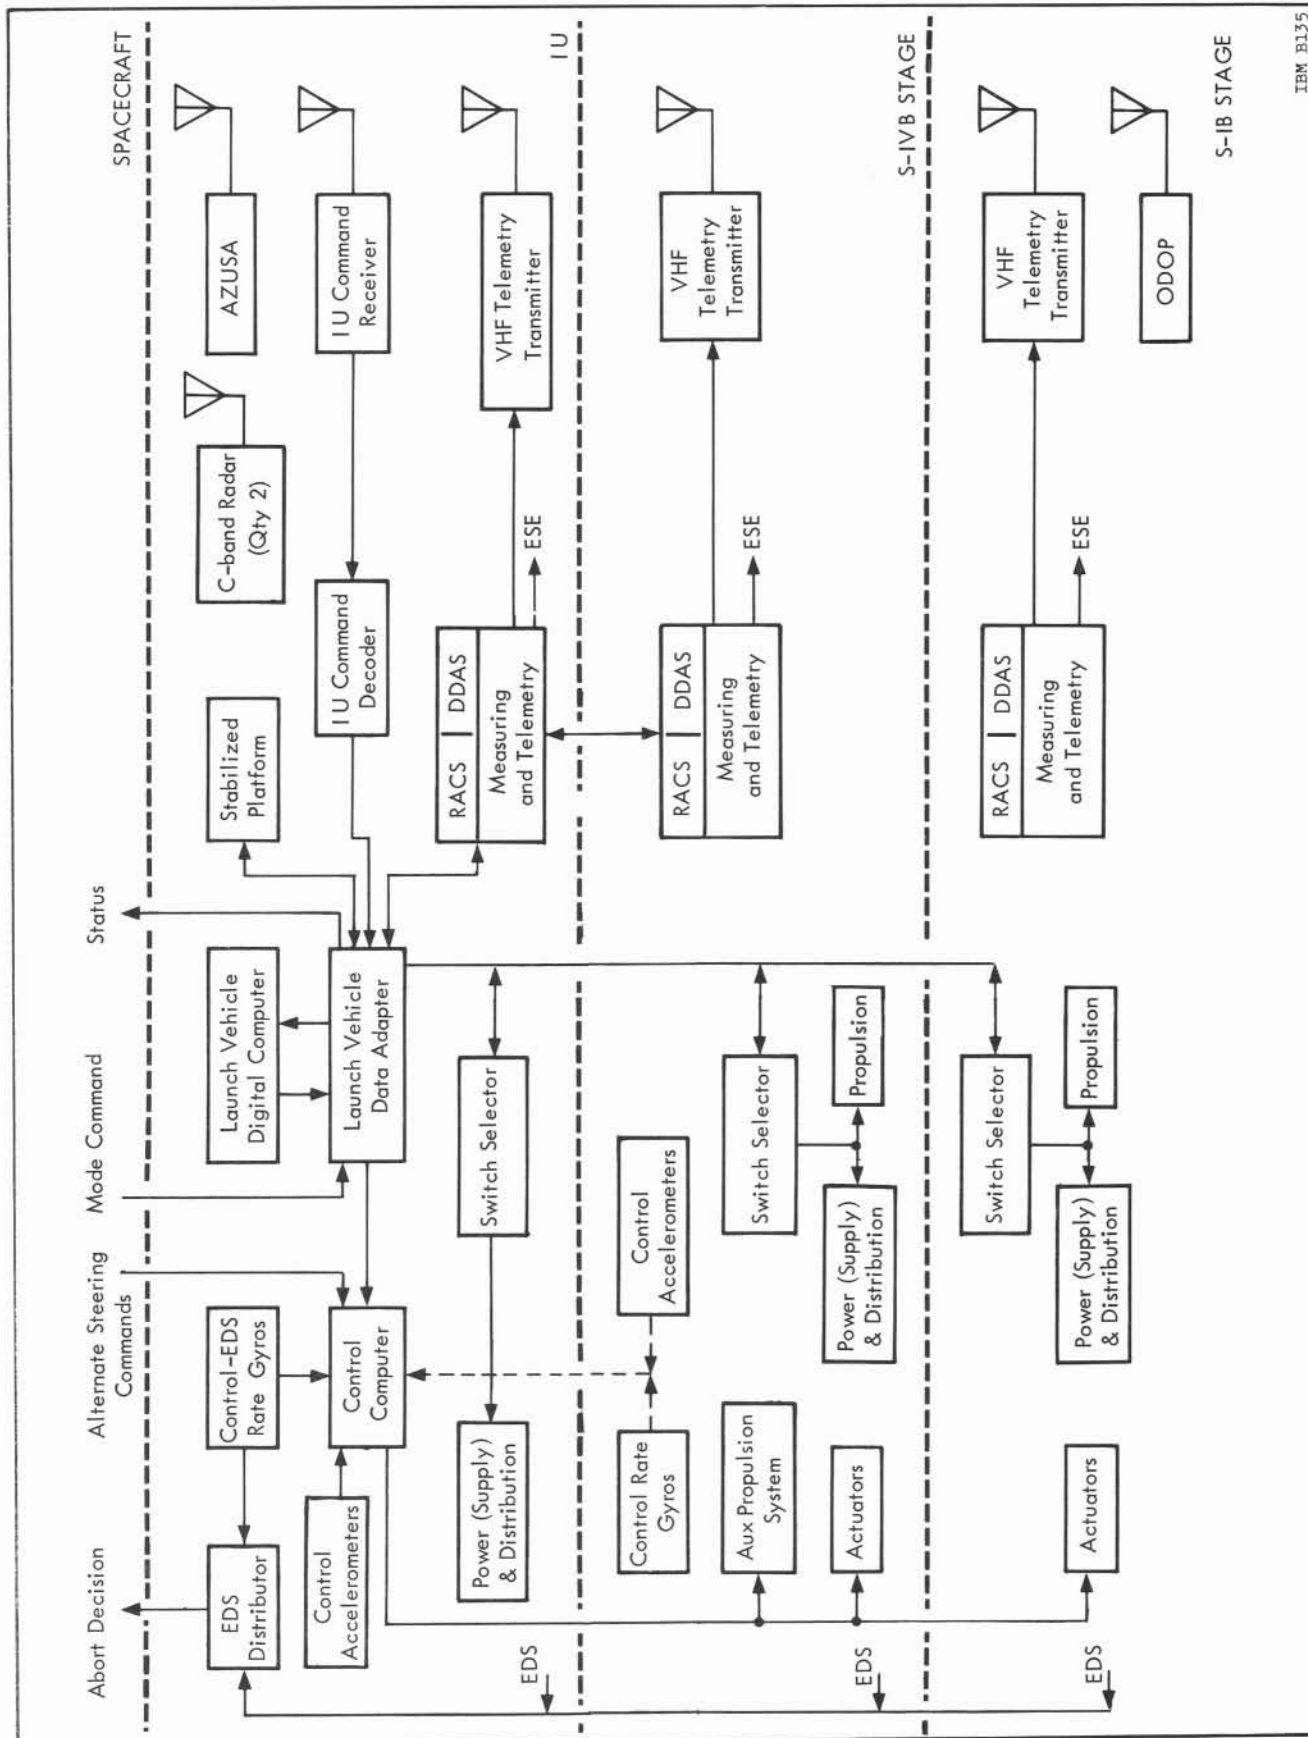 SPACECRAFT
Abort Decision
Alternate Steering
Commands
Mode Command
Status
EDS
Distributor
Control-EDS
Rate Gyros
Launch Vehicle
Digital Computer
Stabilized
Platform
C-band Radar
(Qty 2)
AZUSA
Control
Accelerometers
Control
Computer
Launch Vehicle
Data Adapter
IU Command
Decoder
IU Command
Receiver
Power (Supply)
& Distribution
Switch Selector
RACS | DDAS
Measuring
and Telemetry
ESE
VHF Telemetry
Transmitter
EDS
IU
Control Rate
Gyros
Control
Accelerometers
Aux Propulsion
System
Actuators
Switch Selector
Power (Supply)
& Distribution
Propulsion
RACS | DDAS
Measuring
and Telemetry
ESE
VHF
Telemetry
Transmitter
EDS
S-IVB STAGE
Actuators
Switch Selector
Power (Supply)
& Distribution
Propulsion
RACS | DDAS
Measuring
and Telemetry
ESE
VHF
Telemetry
Transmitter
ODOP
EDS
S-IB STAGE
IBM B135